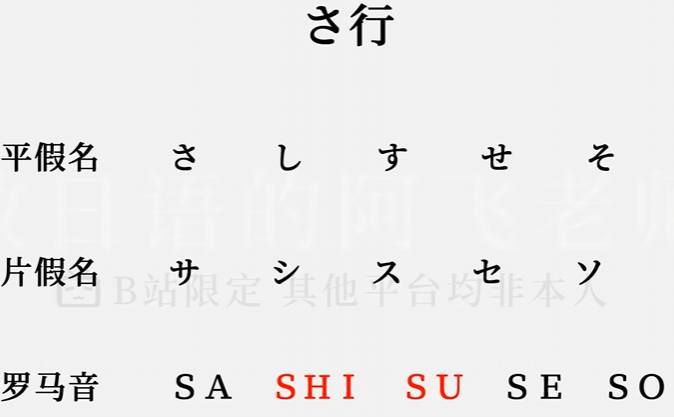 さ行
平假名 さ し す せ そ
教日语的阿飞老师
片假名 サ シ ス セ ソ
B站限定 其他平台均非本人
罗马音 SA SHI SU SE SO